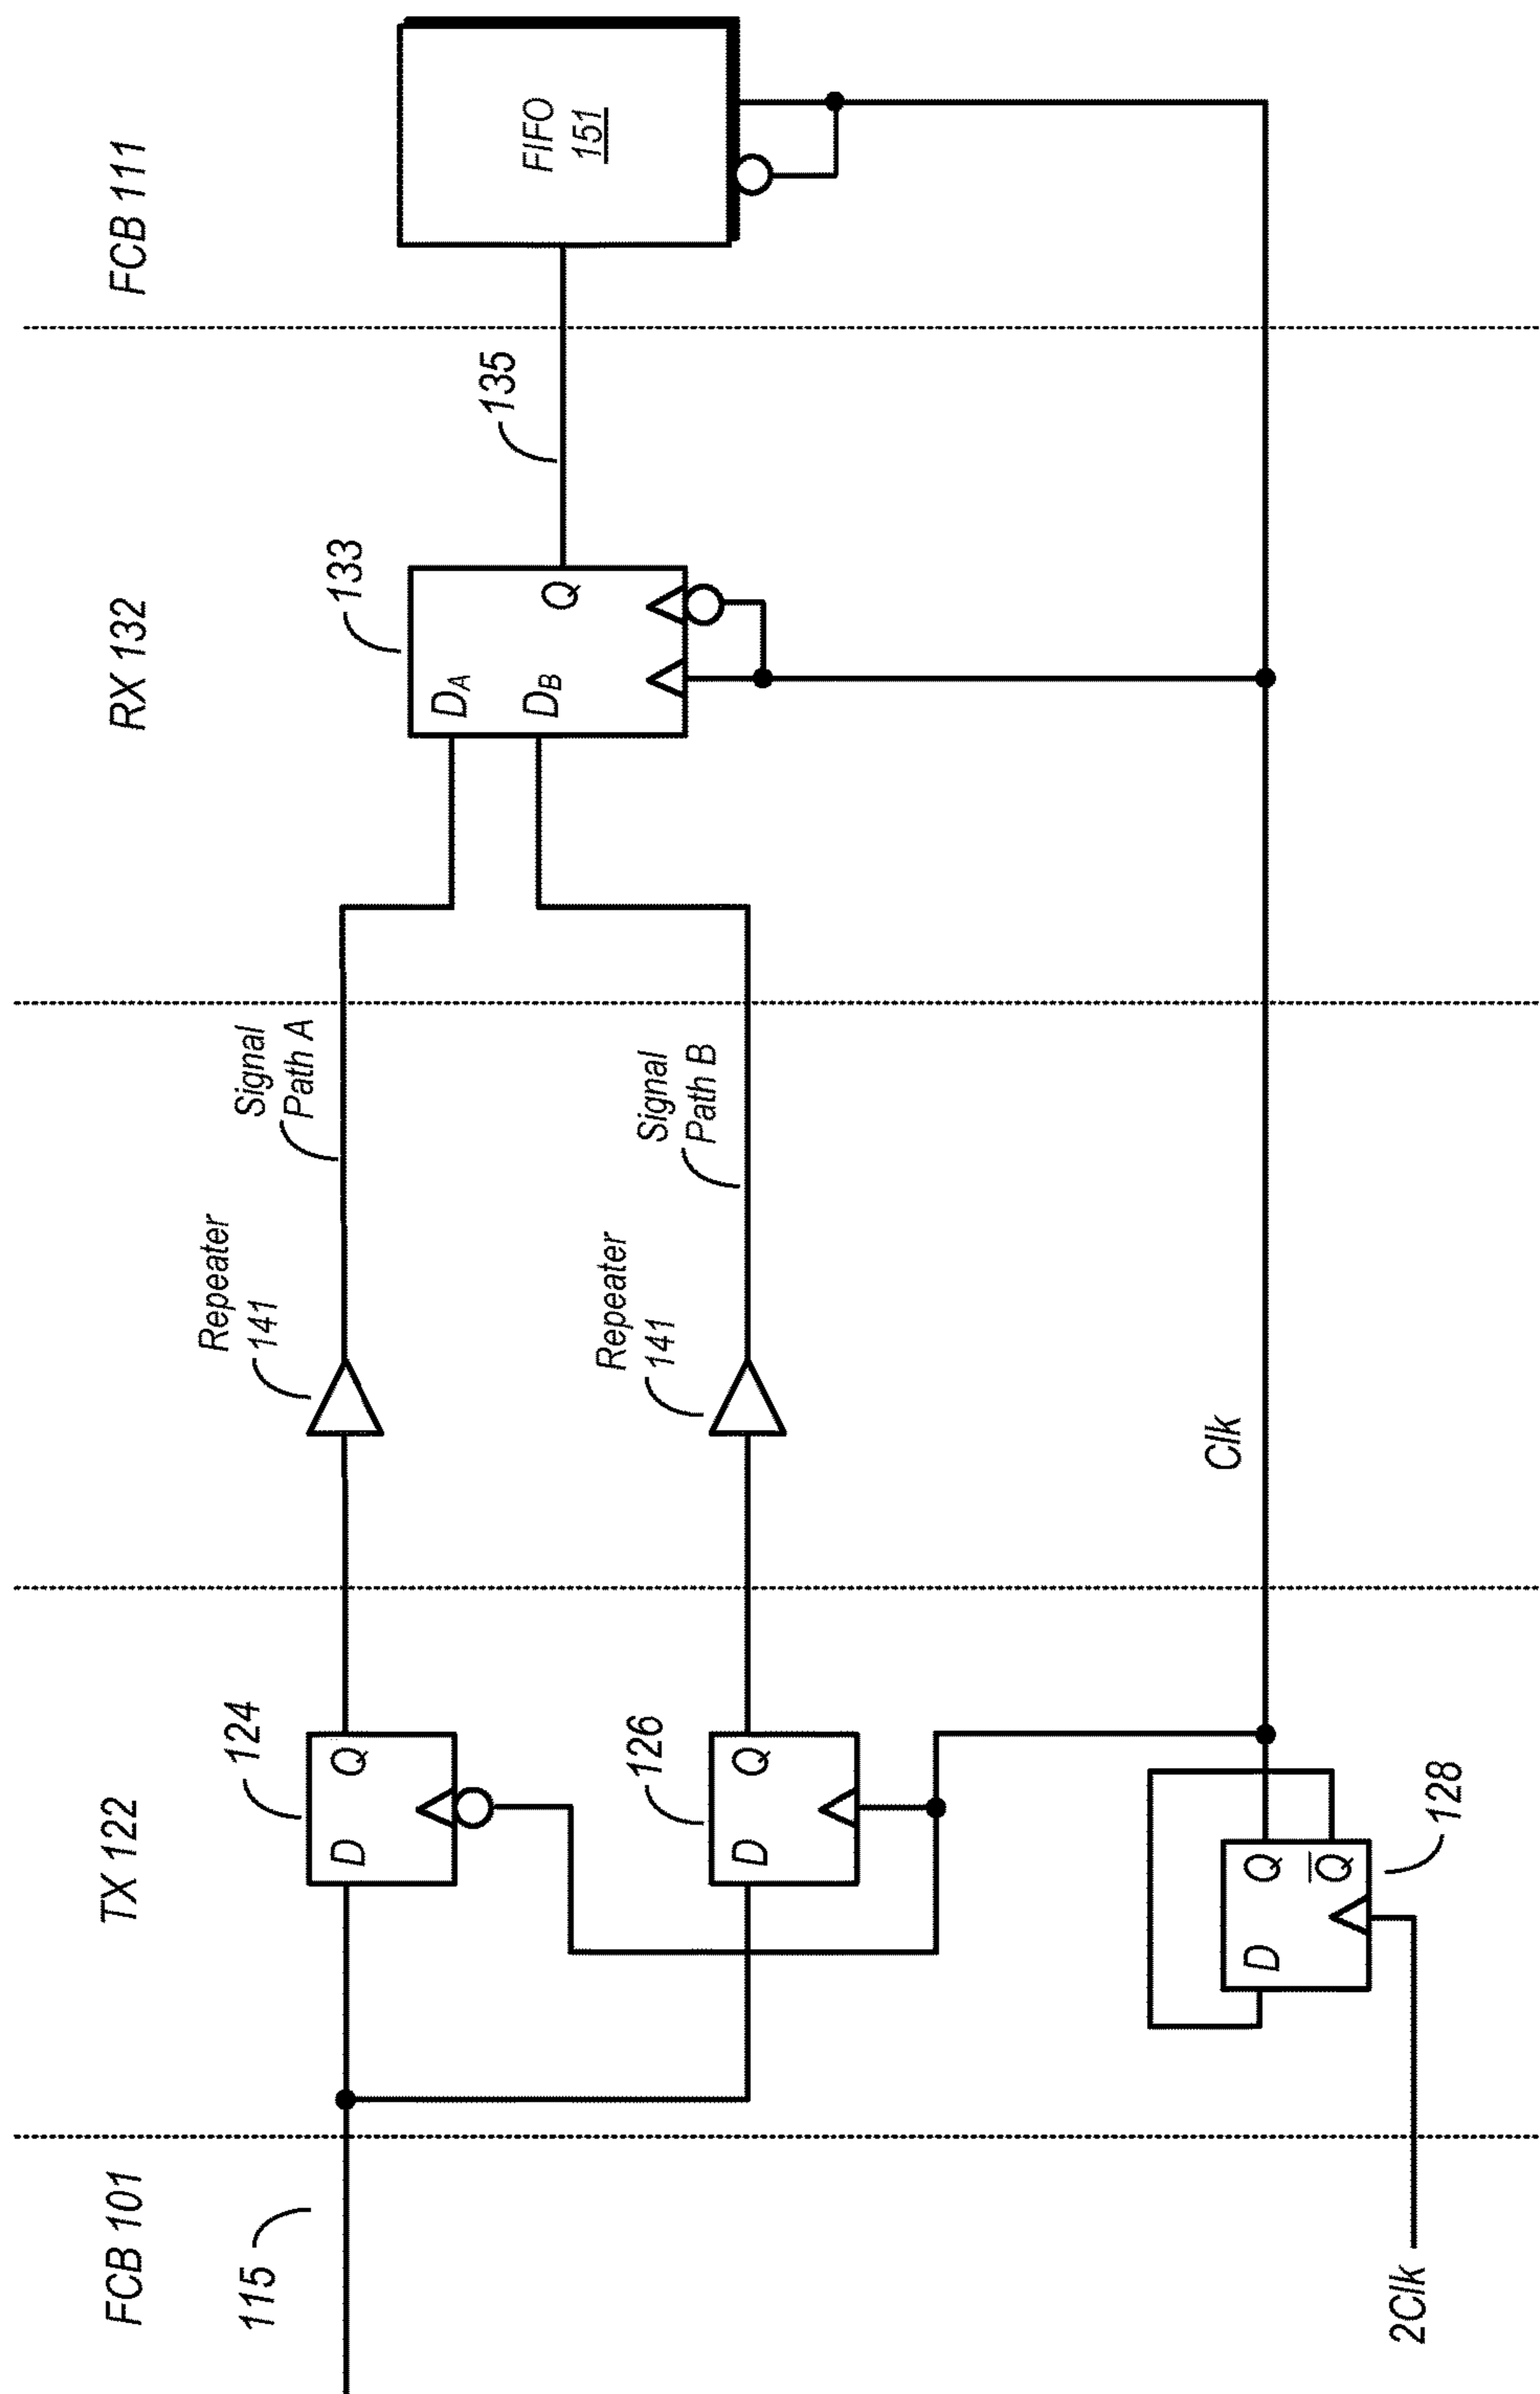 FCB 101
TX 122
RX 132
FCB 111
115
D
Q
124
Repeater
141
Signal
Path A
D
Q
126
Repeater
141
Signal
Path B
DA
DB
Q
133
135
FIFO
151
D
Q
Q̅
128
Clk
2Clk